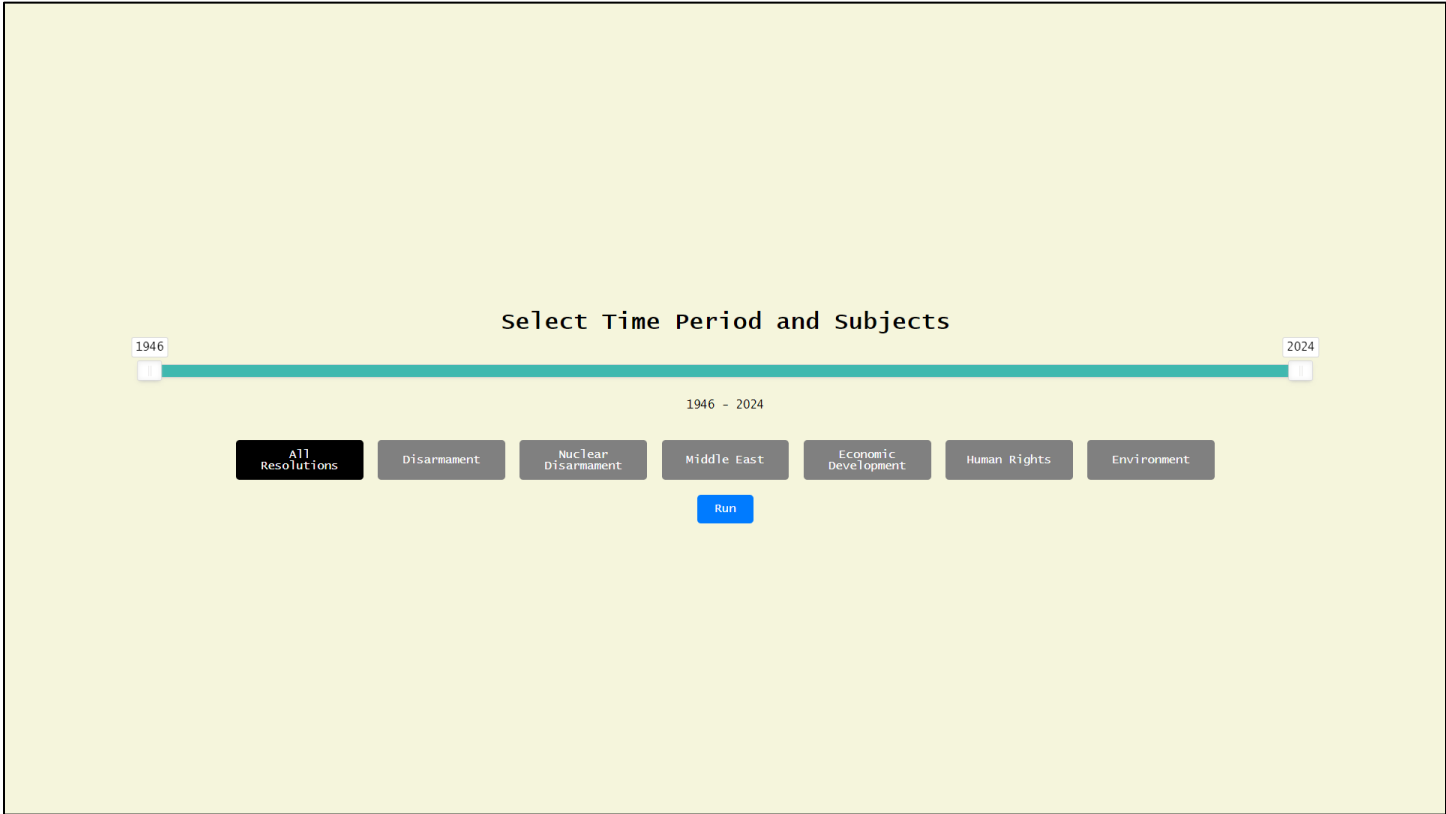 Select Time Period and Subjects
1946
2024
1946 - 2024
All
Resolutions
Disarmament
Nuclear
Disarmament
Middle East
Economic
Development
Human Rights
Environment
Run